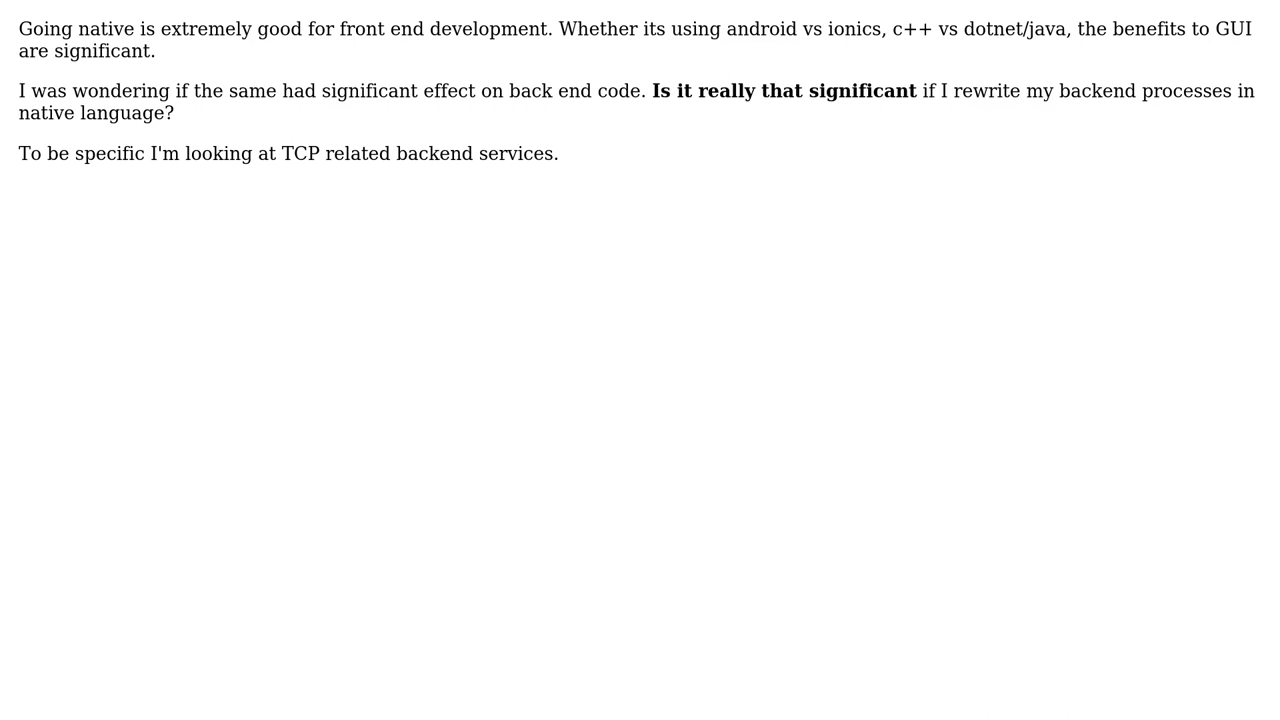 Going native is extremely good for front end development. Whether its using android vs ionics, c++ vs dotnet/java, the benefits to GUI
are significant.
I was wondering if the same had significant effect on back end code. Is it really that significant if I rewrite my backend processes in
native language?
To be specific I'm looking at TCP related backend services.